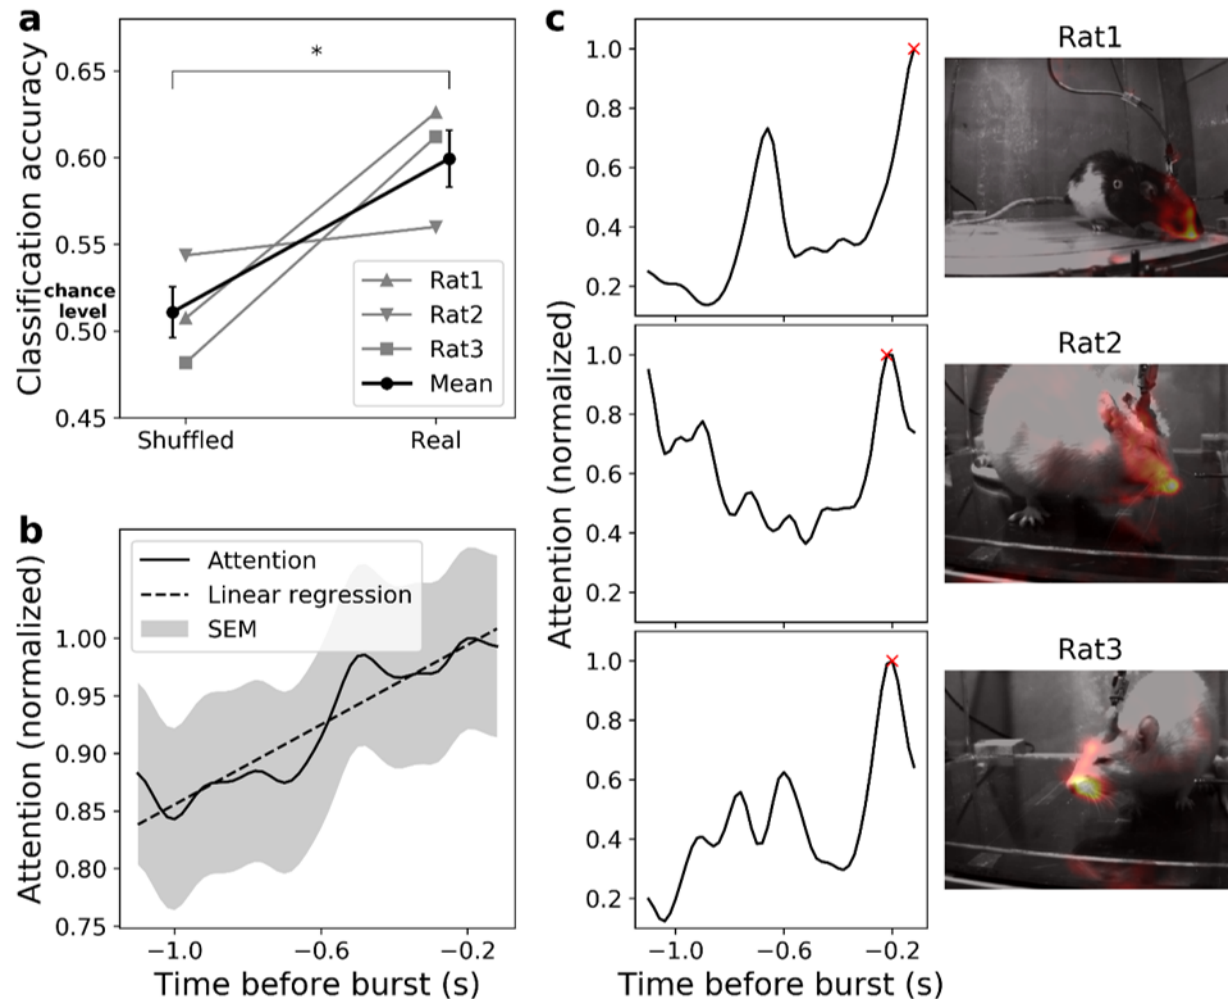 a
Classification accuracy
0.65
0.60
0.55
0.50
0.45
*
chance
level
Rat1
Rat2
Rat3
Mean
Shuffled
Real
b
Attention (normalized)
1.00
0.95
0.90
0.85
0.80
0.75
Attention
Linear regression
SEM
−1.0
−0.6
−0.2
Time before burst (s)
c
Attention (normalized)
1.0
0.8
0.6
0.4
0.2
Rat1
1.0
0.8
0.6
0.4
0.2
Rat2
1.0
0.8
0.6
0.4
0.2
Rat3
−1.0
−0.6
−0.2
Time before burst (s)